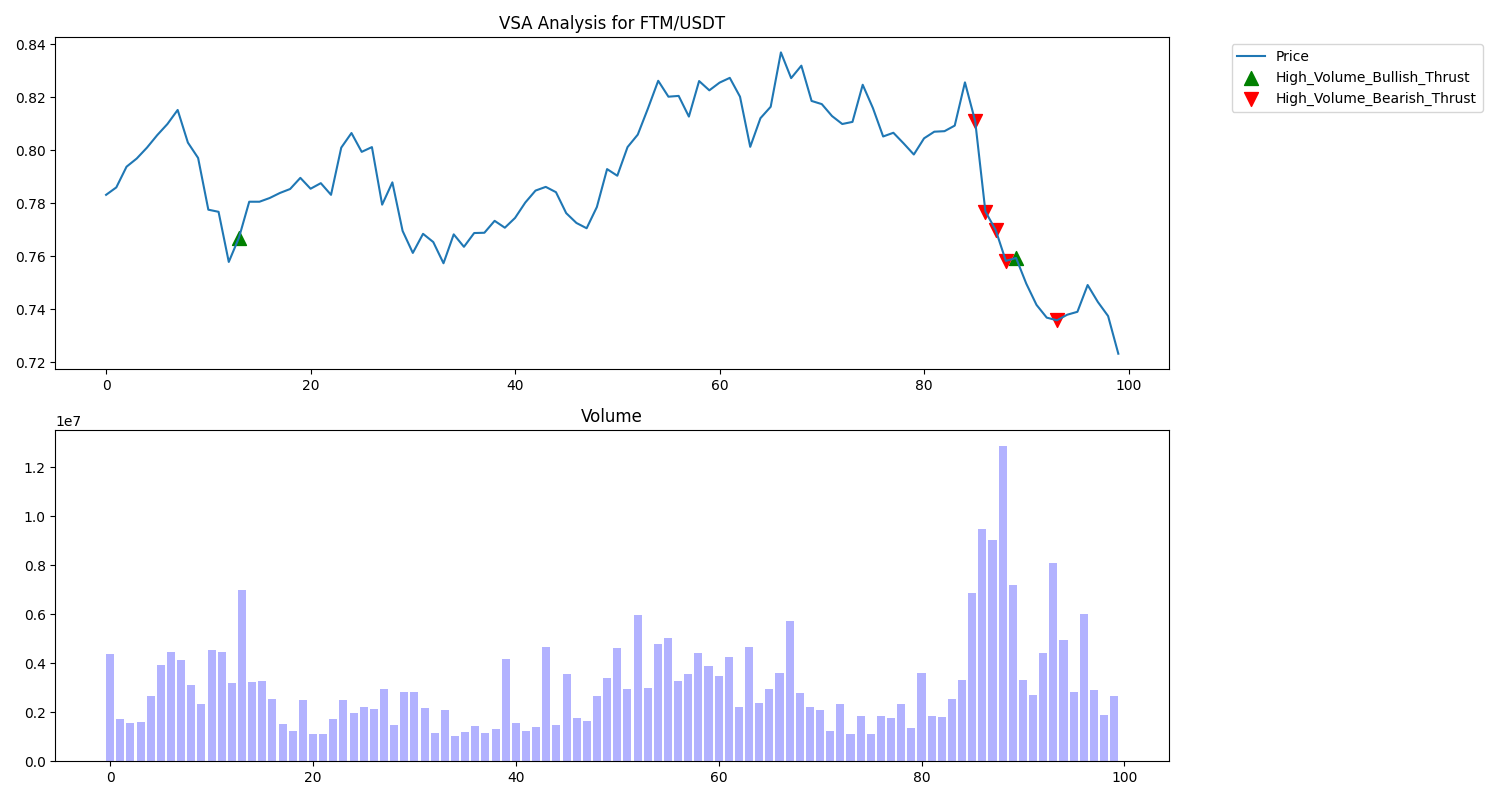 VSA Analysis for FTM/USDT
0.84
0.82
0.80
0.78
0.76
0.74
0.72
0 20 40 60 80 100
Price
High_Volume_Bullish_Thrust
High_Volume_Bearish_Thrust
Volume
1e7
1.2
1.0
0.8
0.6
0.4
0.2
0.0
0 20 40 60 80 100